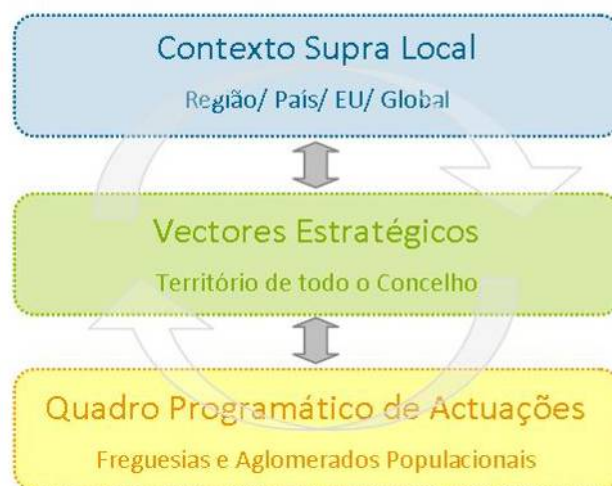 Contexto Supra Local
Região/ País/ EU/ Global
Vectores Estratégicos
Território de todo o Concelho
Quadro Programático de Actuações
Freguesias e Aglomerados Populacionais